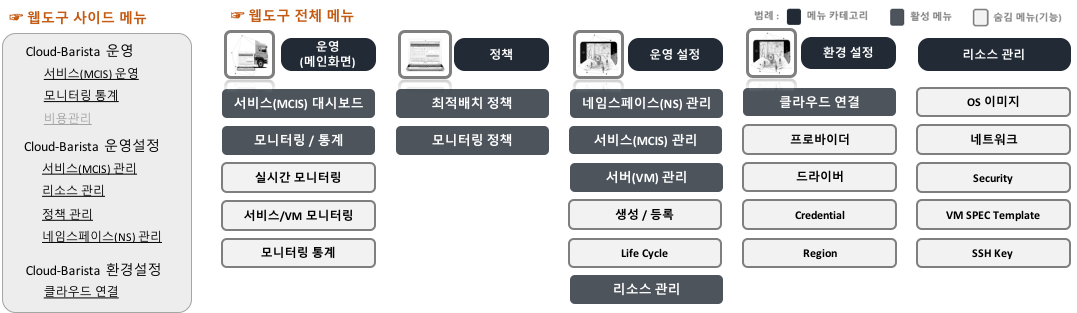 ☞ 웹도구 사이드 메뉴
Cloud-Barista 운영
서비스(MCIS) 운영
모니터링 통계
비용관리
Cloud-Barista 운영설정
서비스(MCIS) 관리
리소스 관리
정책 관리
네임스페이스(NS) 관리
Cloud-Barista 환경설정
클라우드 연결
☞ 웹도구 전체 메뉴
범례 : 메뉴 카테고리 활성 메뉴 숨김 메뉴(기능)
운영
(메인화면)
서비스(MCIS) 대시보드
모니터링 / 통계
실시간 모니터링
서비스/VM 모니터링
모니터링 통계
정책
최적배치 정책
모니터링 정책
운영 설정
네임스페이스(NS) 관리
서비스(MCIS) 관리
서버(VM) 관리
생성 / 등록
Life Cycle
리소스 관리
환경 설정
클라우드 연결
프로바이더
드라이버
Credential
Region
리소스 관리
OS 이미지
네트워크
Security
VM SPEC Template
SSH Key